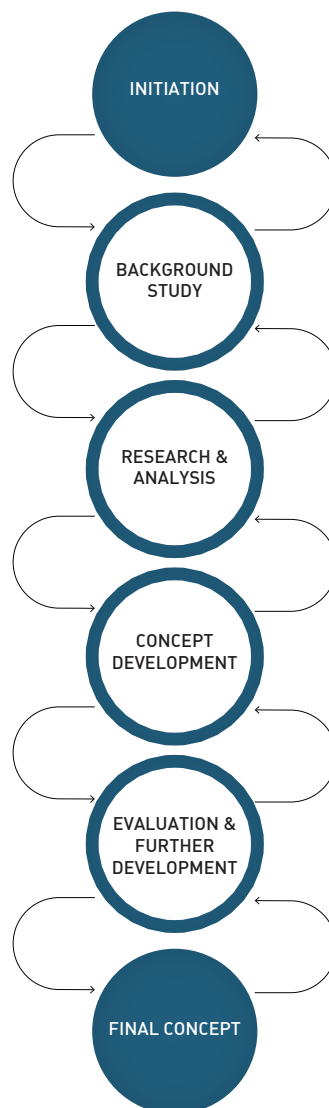 INITIATION
BACKGROUND
STUDY
RESEARCH &
ANALYSIS
CONCEPT
DEVELOPMENT
EVALUATION &
FURTHER
DEVELOPMENT
FINAL CONCEPT